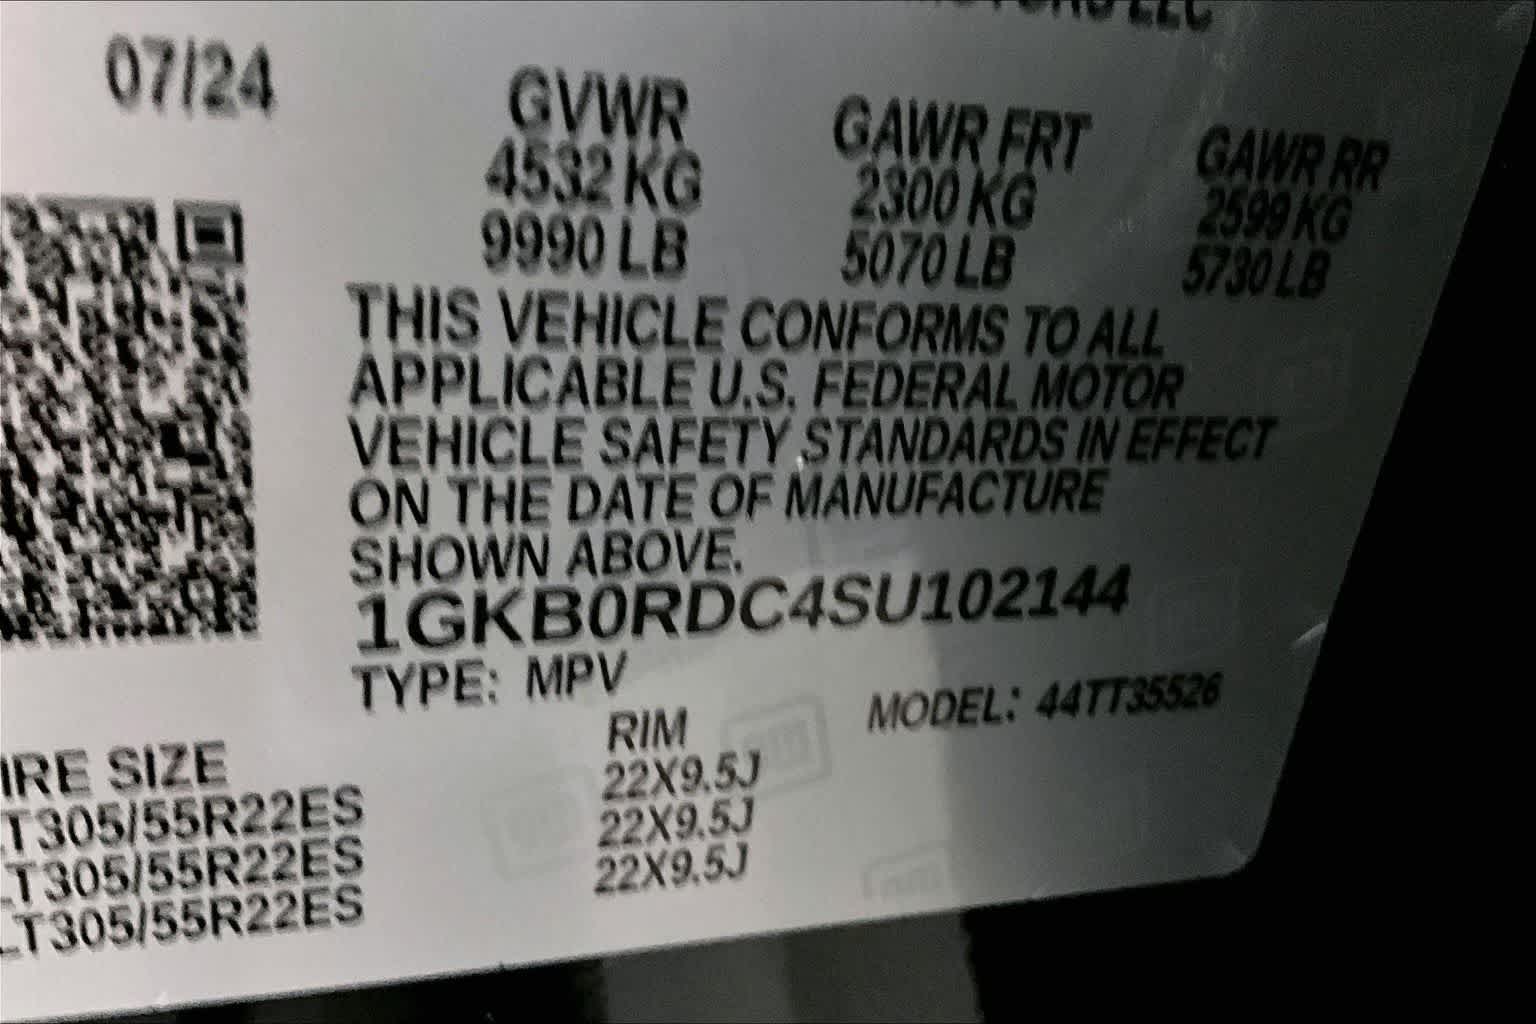 MOTORS LLC
07/24
GVWR GAWR FRT GAWR RR
4532 KG 2300 KG 2599 KG
9990 LB 5070 LB 5730 LB
THIS VEHICLE CONFORMS TO ALL
APPLICABLE U.S. FEDERAL MOTOR
VEHICLE SAFETY STANDARDS IN EFFECT
ON THE DATE OF MANUFACTURE
SHOWN ABOVE.
1GKB0RDC4SU102144
TYPE: MPV
MODEL: 44TT35526
IRE SIZE RIM
LT305/55R22ES 22X9.5J
LT305/55R22ES 22X9.5J
LT305/55R22ES 22X9.5J
gm